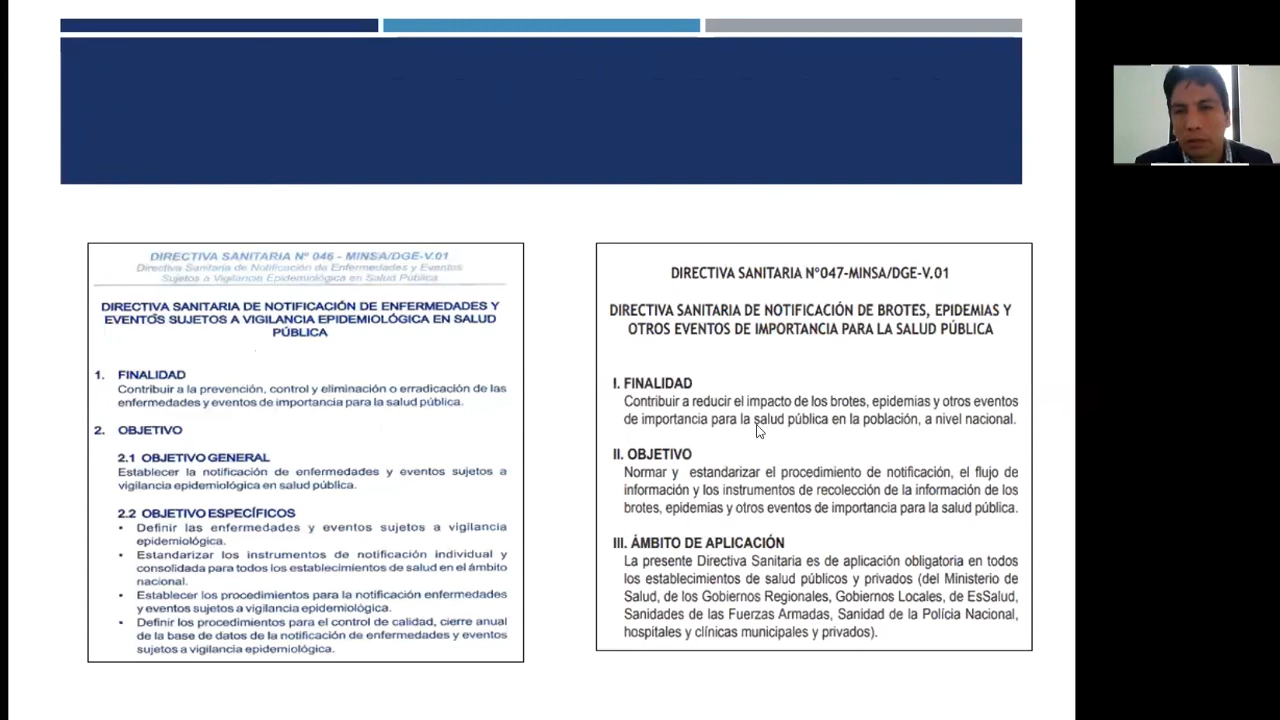 DIRECTIVA SANITARIA N° 046 - MINSA/DGE-V.01
Directiva Sanitaria de Notificación de Enfermedades y Eventos
Sujetos a Vigilancia Epidemiológica en Salud Pública
DIRECTIVA SANITARIA DE NOTIFICACIÓN DE ENFERMEDADES Y
EVENTOS SUJETOS A VIGILANCIA EPIDEMIOLÓGICA EN SALUD
PÚBLICA
1. FINALIDAD
Contribuir a la prevención, control y eliminación o erradicación de las
enfermedades y eventos de importancia para la salud pública.
2. OBJETIVO
2.1 OBJETIVO GENERAL
Establecer la notificación de enfermedades y eventos sujetos a
vigilancia epidemiológica en salud pública.
2.2 OBJETIVO ESPECÍFICOS
• Definir las enfermedades y eventos sujetos a vigilancia
epidemiológica.
• Estandarizar los instrumentos de notificación individual y
consolidada para todos los establecimientos de salud en el ámbito
nacional.
• Establecer los procedimientos para la notificación enfermedades
y eventos sujetos a vigilancia epidemiológica.
• Definir los procedimientos para el control de calidad, cierre anual
de la base de datos de la notificación de enfermedades y eventos
sujetos a vigilancia epidemiológica.
DIRECTIVA SANITARIA N°047-MINSA/DGE-V.01
DIRECTIVA SANITARIA DE NOTIFICACIÓN DE BROTES, EPIDEMIAS Y
OTROS EVENTOS DE IMPORTANCIA PARA LA SALUD PÚBLICA
I. FINALIDAD
Contribuir a reducir el impacto de los brotes, epidemias y otros eventos
de importancia para la salud pública en la población, a nivel nacional.
II. OBJETIVO
Normar y estandarizar el procedimiento de notificación, el flujo de
información y los instrumentos de recolección de la información de los
brotes, epidemias y otros eventos de importancia para la salud pública.
III. ÁMBITO DE APLICACIÓN
La presente Directiva Sanitaria es de aplicación obligatoria en todos
los establecimientos de salud públicos y privados (del Ministerio de
Salud, de los Gobiernos Regionales, Gobiernos Locales, de EsSalud,
Sanidades de las Fuerzas Armadas, Sanidad de la Polícia Nacional,
hospitales y clínicas municipales y privados).